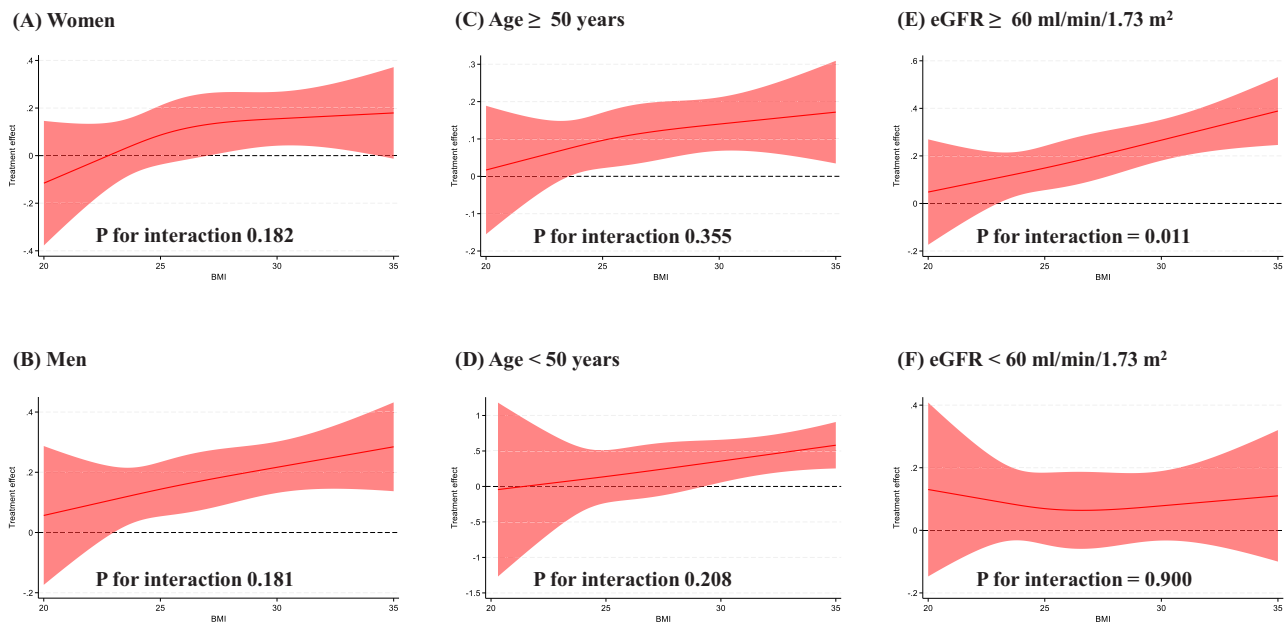 (A) Women
.4
.2
0
-.2
-.4
Treatment effect
P for interaction 0.182
20
25
30
35
BMI
(B) Men
.4
.2
0
-.2
Treatment effect
P for interaction 0.181
20
25
30
35
BMI
(C) Age ≥ 50 years
.3
.2
.1
0
-.1
-.2
Treatment effect
P for interaction 0.355
20
25
30
35
BMI
(D) Age < 50 years
1
.5
0
-.5
-1
-1.5
Treatment effect
P for interaction 0.208
20
25
30
35
BMI
(E) eGFR ≥ 60 ml/min/1.73 m²
.6
.4
.2
0
-.2
Treatment effect
P for interaction = 0.011
20
25
30
35
BMI
(F) eGFR < 60 ml/min/1.73 m²
.4
.2
0
-.2
Treatment effect
P for interaction = 0.900
20
25
30
35
BMI